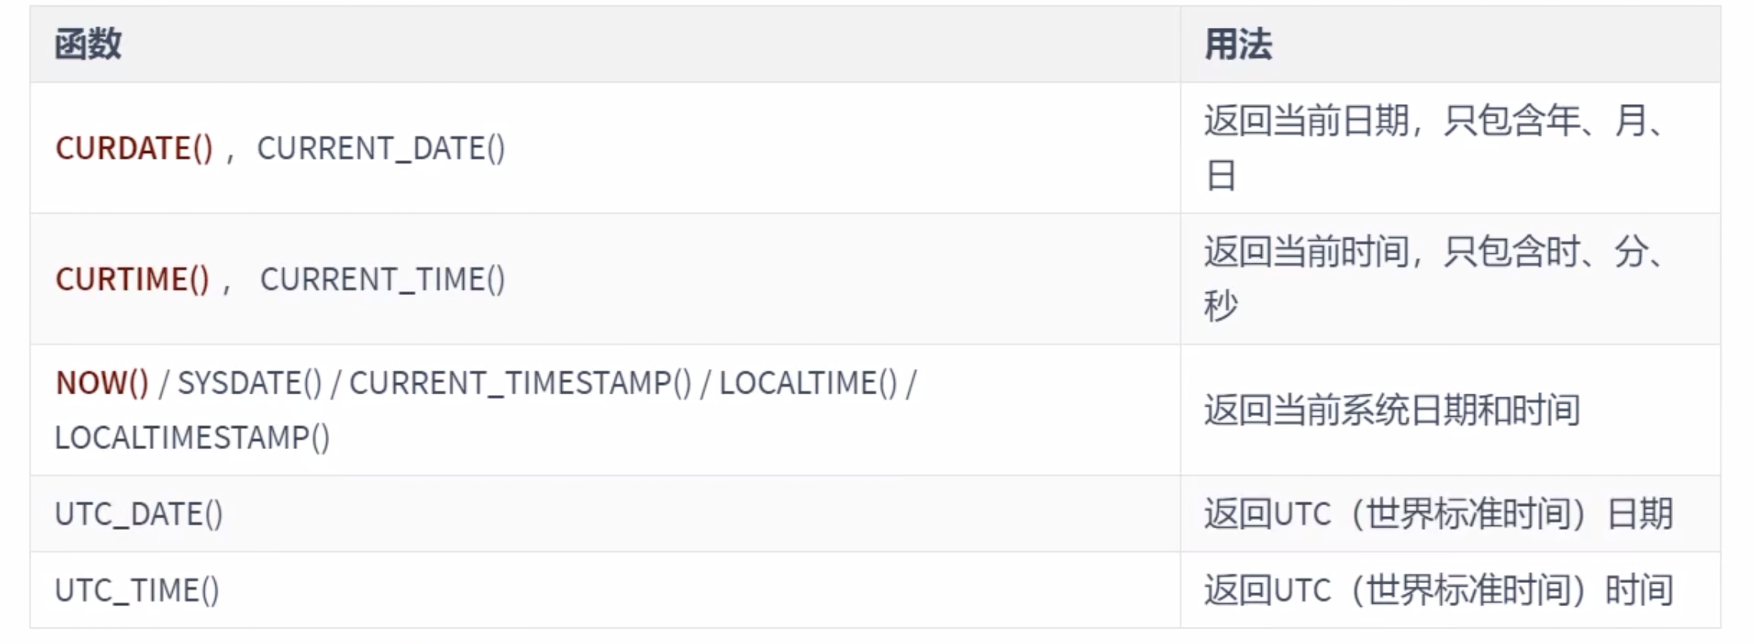 函数
用法
CURDATE() ，CURRENT_DATE()
返回当前日期，只包含年、月、
日
CURTIME() ， CURRENT_TIME()
返回当前时间，只包含时、分、
秒
NOW() / SYSDATE() / CURRENT_TIMESTAMP() / LOCALTIME() /
LOCALTIMESTAMP()
返回当前系统日期和时间
UTC_DATE()
返回UTC（世界标准时间）日期
UTC_TIME()
返回UTC（世界标准时间）时间